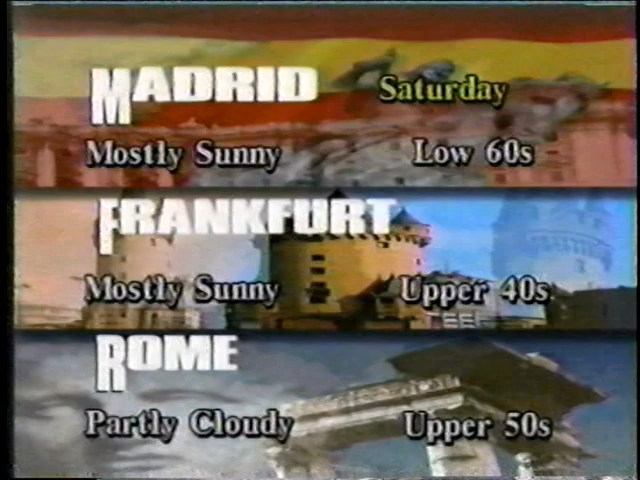 MADRID Saturday
Mostly Sunny Low 60s
FRANKFURT
Mostly Sunny Upper 40s
ROME
Partly Cloudy Upper 50s